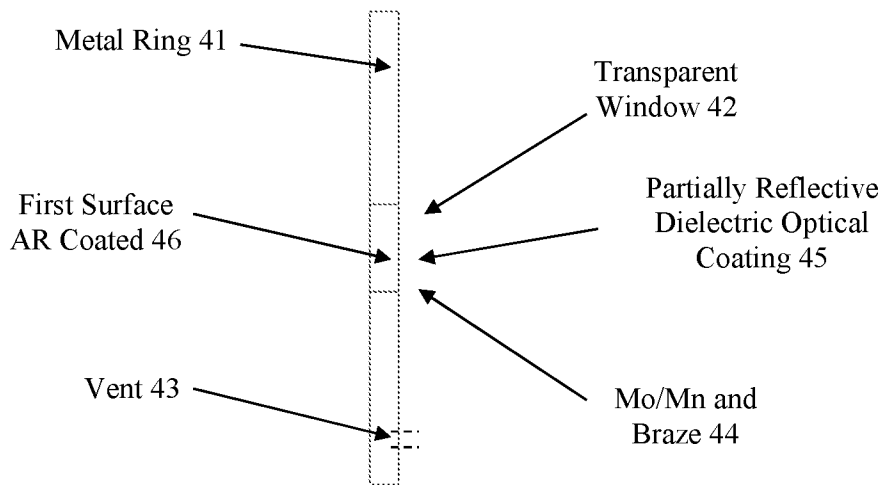 Metal Ring 41
Transparent
Window 42
First Surface
AR Coated 46
Partially Reflective
Dielectric Optical
Coating 45
Vent 43
Mo/Mn and
Braze 44